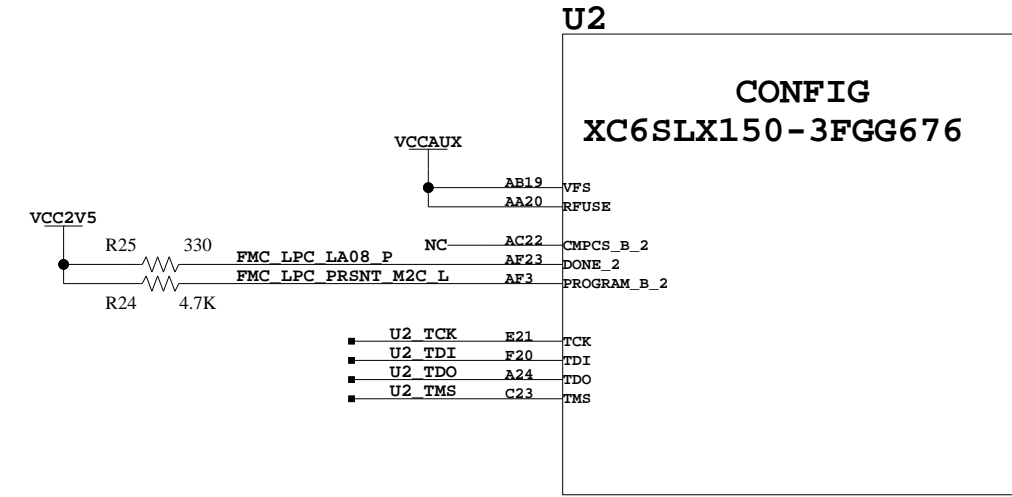 U2
CONFIG
XC6SLX150-3FGG676
VCCAUX
AB19 VFS
AA20 RFUSE
VCC2V5
NC AC22 CMPCS_B_2
R25 330 FMC_LPC_LA08_P AF23 DONE_2
FMC_LPC_PRSNT_M2C_L AF3 PROGRAM_B_2
R24 4.7K
U2_TCK E21 TCK
U2_TDI F20 TDI
U2_TDO A24 TDO
U2_TMS C23 TMS